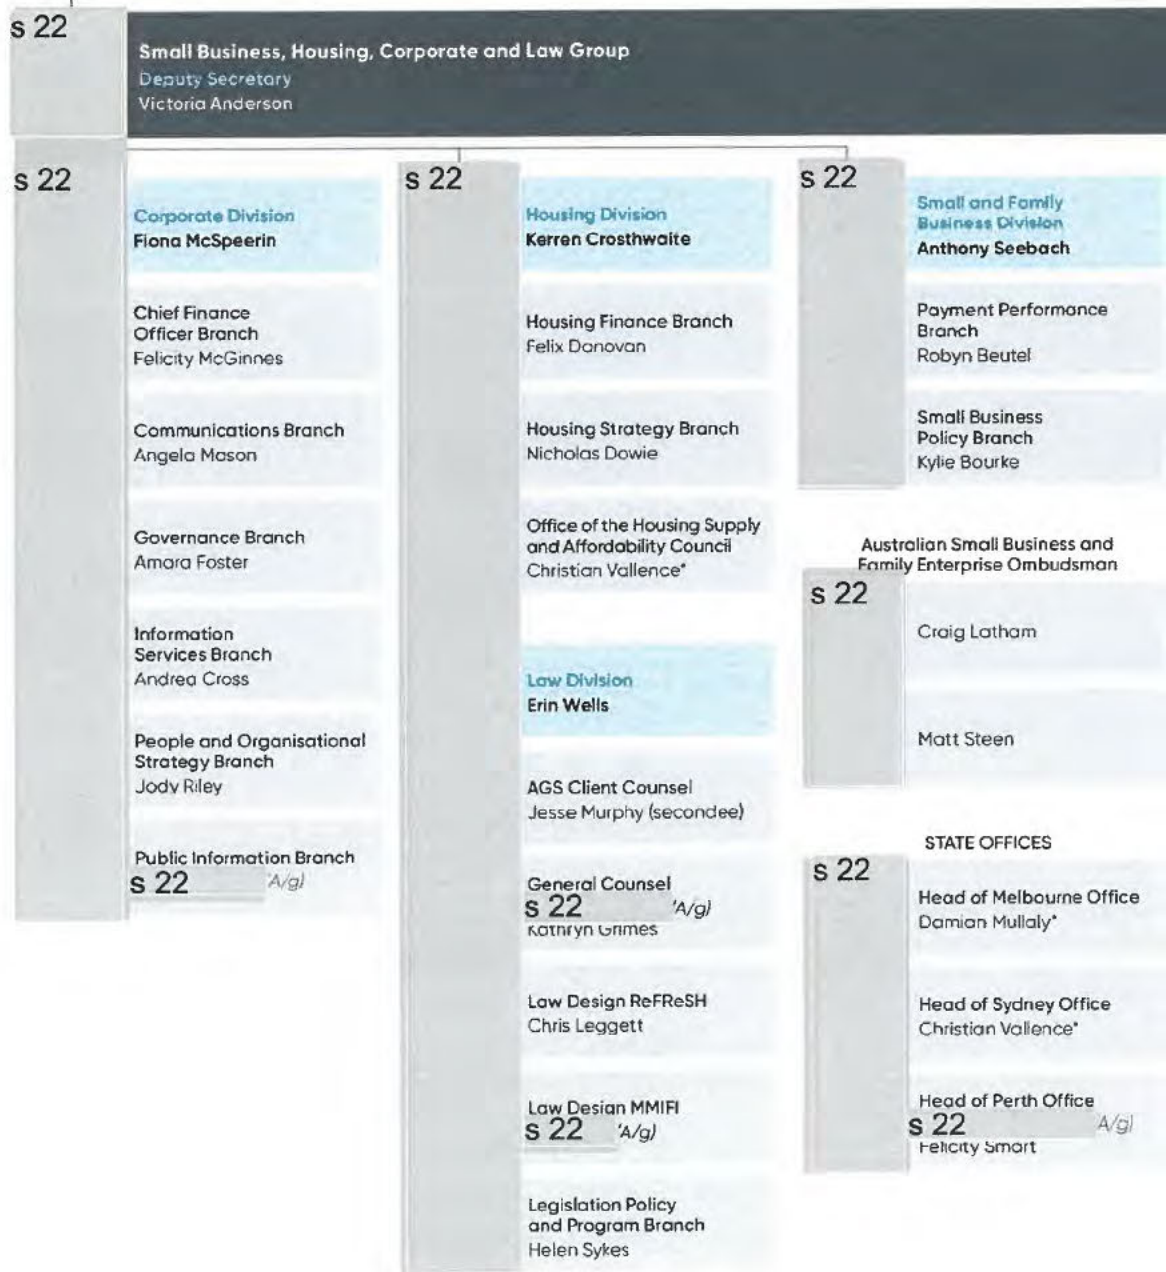 s 22
Small Business, Housing, Corporate and Law Group
Deputy Secretary
Victoria Anderson
s 22
Corporate Division
Fiona McSpeerin
Chief Finance
Officer Branch
Felicity McGinnes
Communications Branch
Angela Mason
Governance Branch
Amara Foster
Information
Services Branch
Andrea Cross
People and Organisational
Strategy Branch
Jody Riley
Public Information Branch
s 22 (A/g)
s 22
Housing Division
Kerren Crosthwaite
Housing Finance Branch
Felix Donovan
Housing Strategy Branch
Nicholas Dowie
Office of the Housing Supply
and Affordability Council
Christian Vallence*
Law Division
Erin Wells
AGS Client Counsel
Jesse Murphy (secondee)
General Counsel
s 22 (A/g)
Kathryn Grimes
Law Design ReFReSH
Chris Leggett
Law Design MMIFI
s 22 (A/g)
Legislation Policy
and Program Branch
Helen Sykes
s 22
Small and Family
Business Division
Anthony Seebach
Payment Performance
Branch
Robyn Beutel
Small Business
Policy Branch
Kylie Bourke
Australian Small Business and
Family Enterprise Ombudsman
s 22
Craig Latham
Matt Steen
STATE OFFICES
s 22
Head of Melbourne Office
Damian Mullaly*
Head of Sydney Office
Christian Vallence*
Head of Perth Office
s 22 A/g)
Felicity Smart